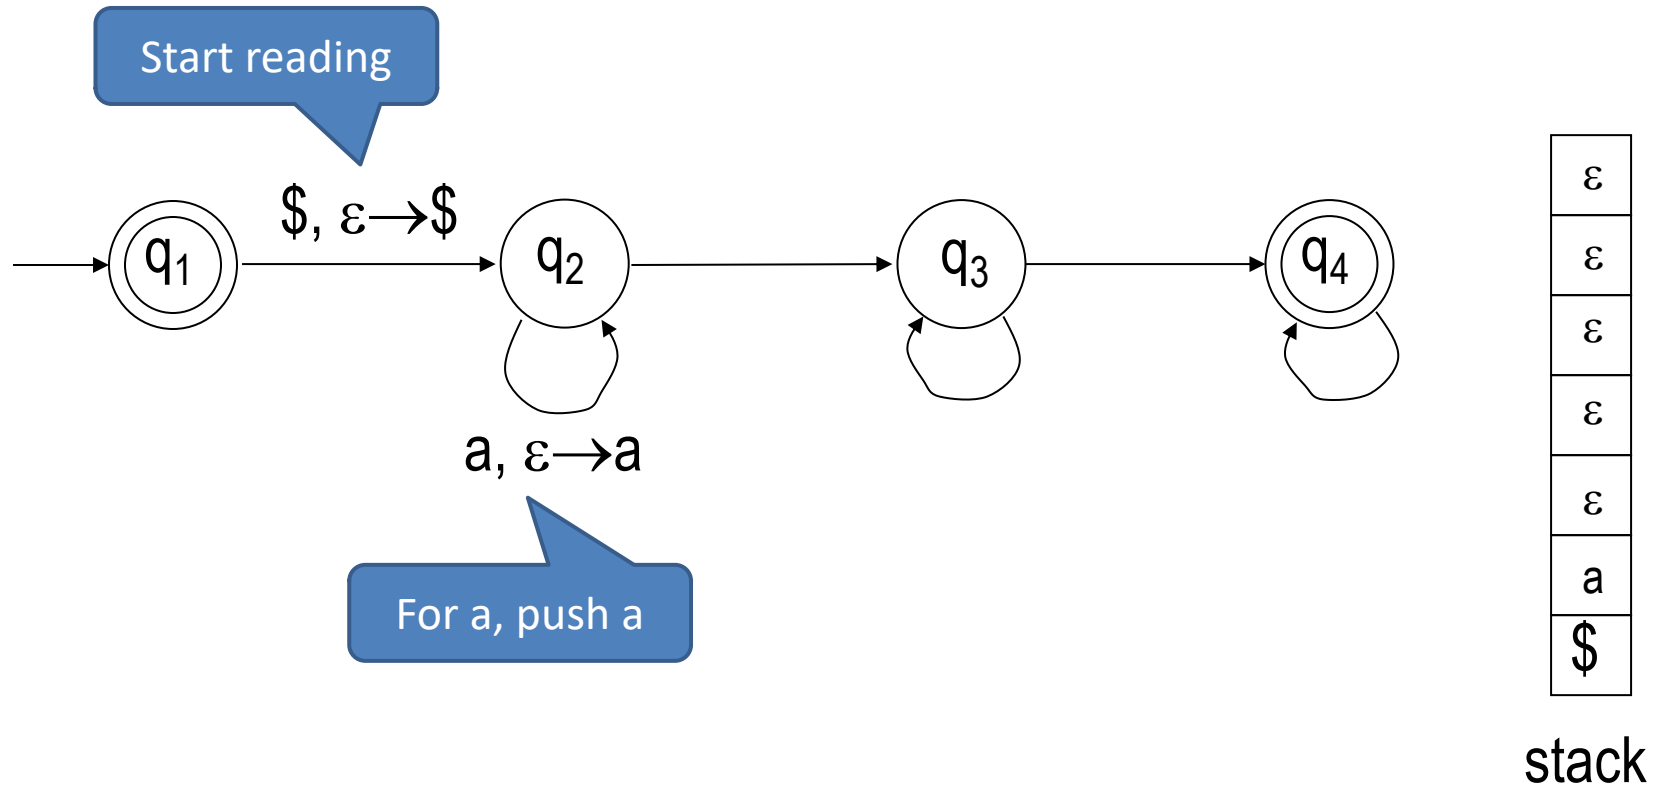 Start reading
$, ε→$
q₁
q₂
q₃
q₄
a, ε→a
For a, push a
ε
ε
ε
ε
ε
a
$
stack